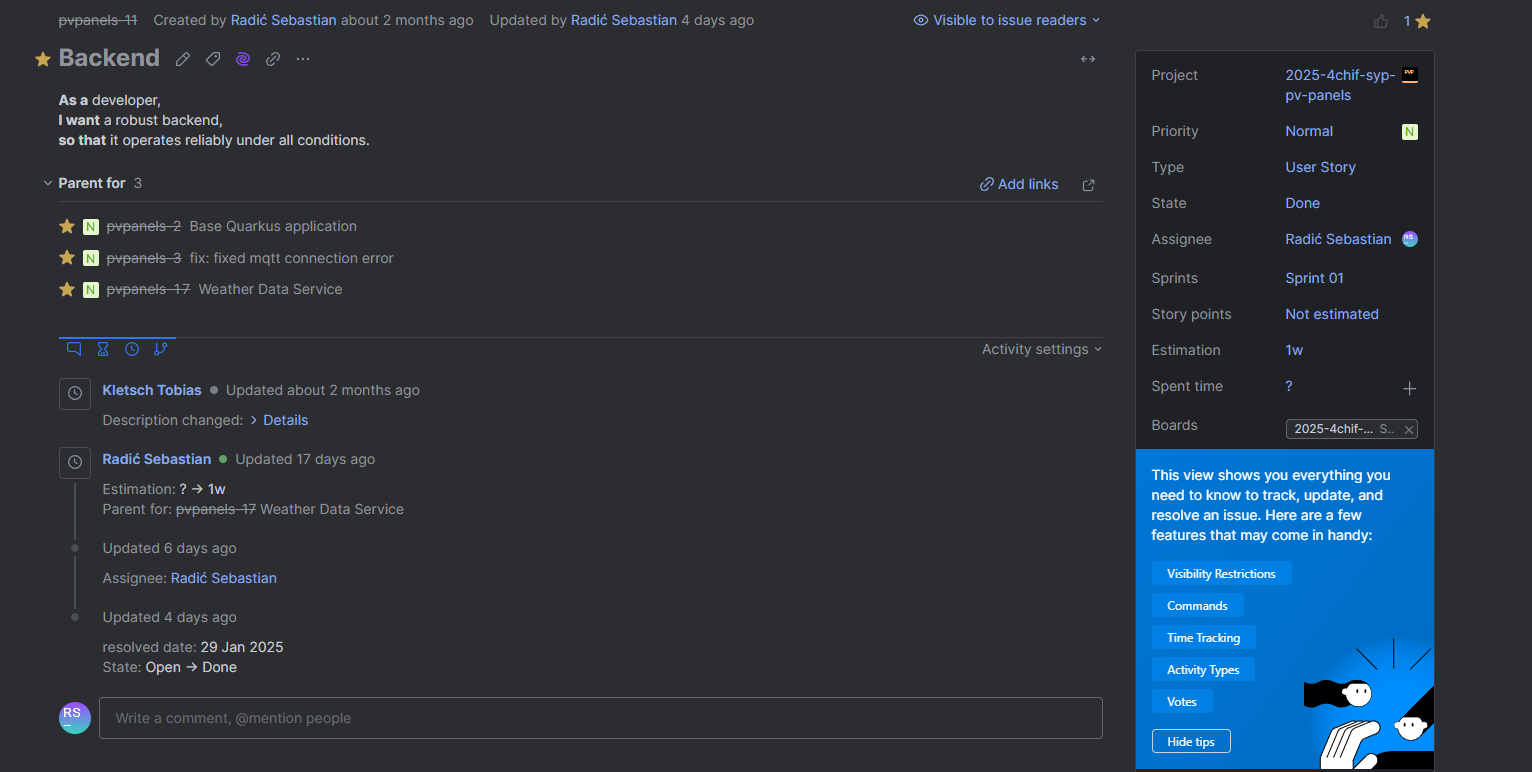 pvpanels-11 Created by Radić Sebastian about 2 months ago Updated by Radić Sebastian 4 days ago Visible to issue readers 1
Backend
As a developer,
I want a robust backend,
so that it operates reliably under all conditions.
Parent for 3 Add links
N pvpanels-2 Base Quarkus application
N pvpanels-3 fix: fixed mqtt connection error
N pvpanels-17 Weather Data Service
Activity settings
Kletsch Tobias Updated about 2 months ago
Description changed: > Details
Radić Sebastian Updated 17 days ago
Estimation: ? → 1w
Parent for: pvpanels-17 Weather Data Service
Updated 6 days ago
Assignee: Radić Sebastian
Updated 4 days ago
resolved date: 29 Jan 2025
State: Open → Done
RS
Write a comment, @mention people
Project 2025-4chif-syp- PVP
pv-panels
Priority Normal N
Type User Story
State Done
Assignee Radić Sebastian RS
Sprints Sprint 01
Story points Not estimated
Estimation 1w
Spent time ?
Boards 2025-4chif-... S..
This view shows you everything you
need to know to track, update, and
resolve an issue. Here are a few
features that may come in handy:
Visibility Restrictions
Commands
Time Tracking
Activity Types
Votes
Hide tips